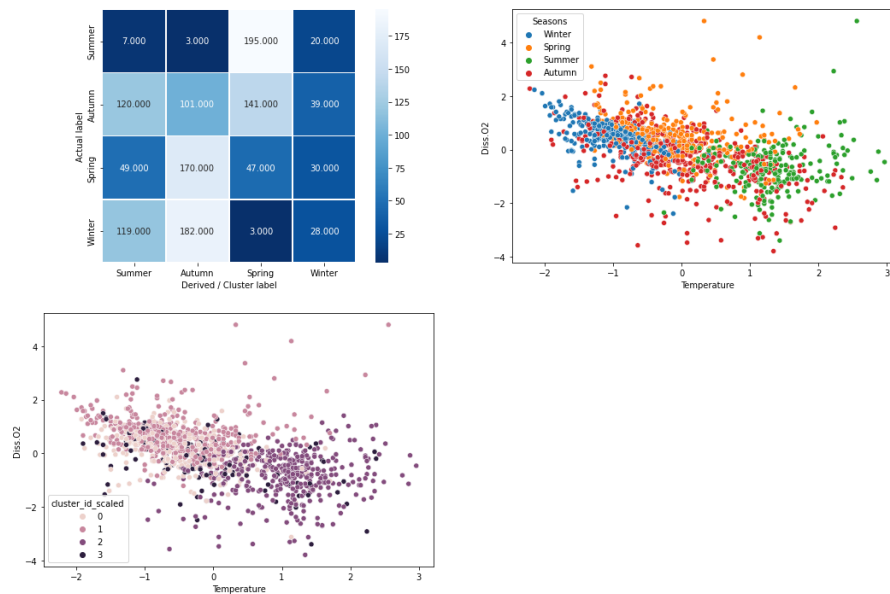 Actual label
Summer
7.000 3.000 195.000 20.000
Autumn
120.000 101.000 141.000 39.000
Spring
49.000 170.000 47.000 30.000
Winter
119.000 182.000 3.000 28.000
Summer Autumn Spring Winter
Derived / Cluster label
175
150
125
100
75
50
25
Seasons
Winter
Spring
Summer
Autumn
Diss.O2
4
2
0
−2
−4
−2 −1 0 1 2 3
Temperature
Diss.O2
4
2
0
−2
−4
cluster_id_scaled
0
1
2
3
−2 −1 0 1 2 3
Temperature